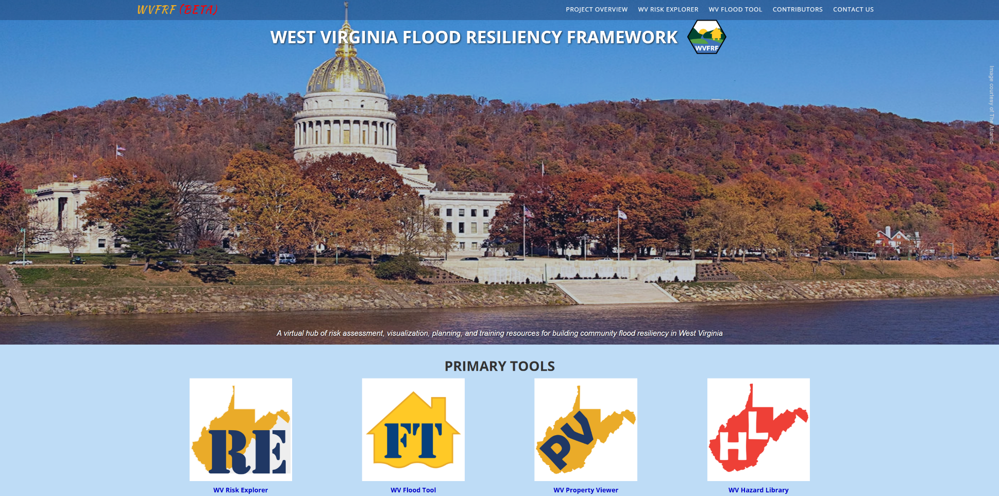 WVFRF (BETA)
PROJECT OVERVIEW WV RISK EXPLORER WV FLOOD TOOL CONTRIBUTORS CONTACT US
WEST VIRGINIA FLOOD RESILIENCY FRAMEWORK
WVFRF
Image courtesy of The Atlantic
A virtual hub of risk assessment, visualization, planning, and training resources for building community flood resiliency in West Virginia
PRIMARY TOOLS
RE
FT
PV
HL
WV Risk Explorer
WV Flood Tool
WV Property Viewer
WV Hazard Library